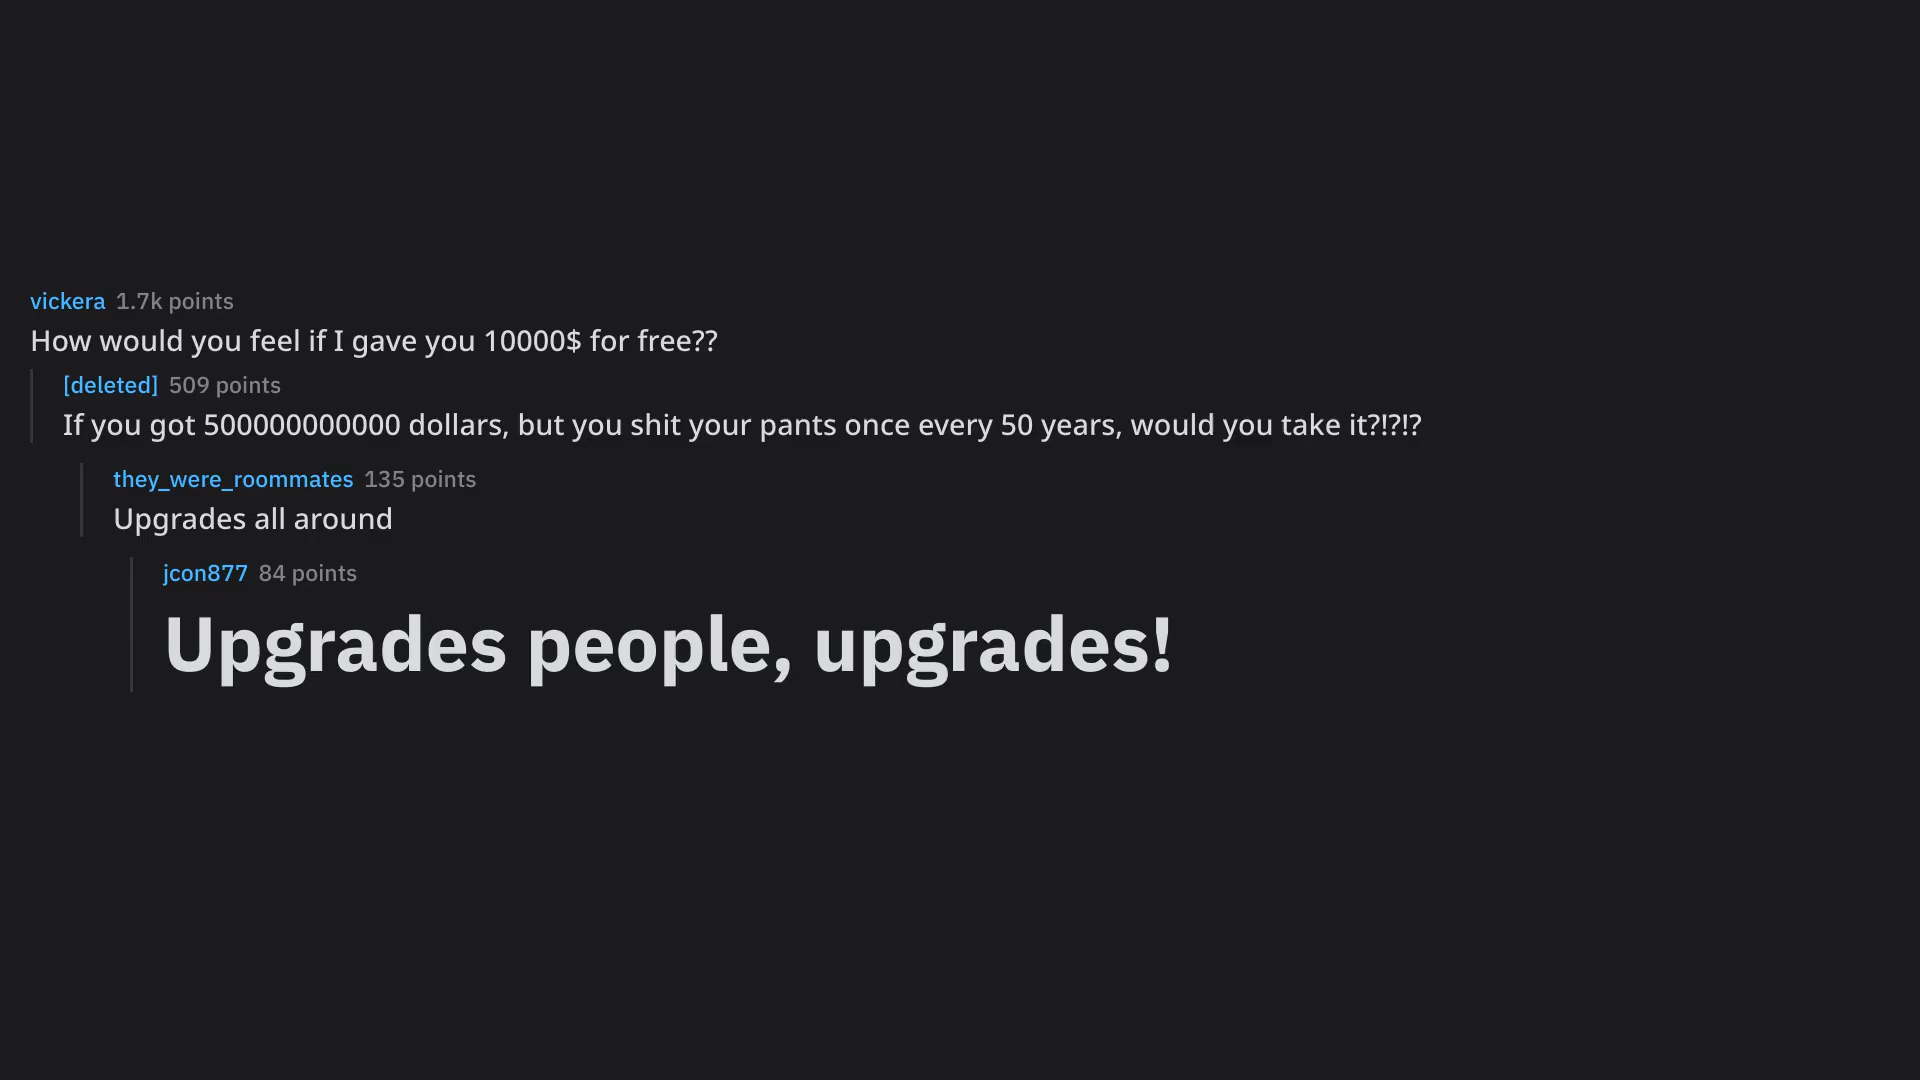 vickera 1.7k points
How would you feel if I gave you 10000$ for free??
[deleted] 509 points
If you got 500000000000 dollars, but you shit your pants once every 50 years, would you take it?!?!?
they_were_roommates 135 points
Upgrades all around
jcon877 84 points
Upgrades people, upgrades!